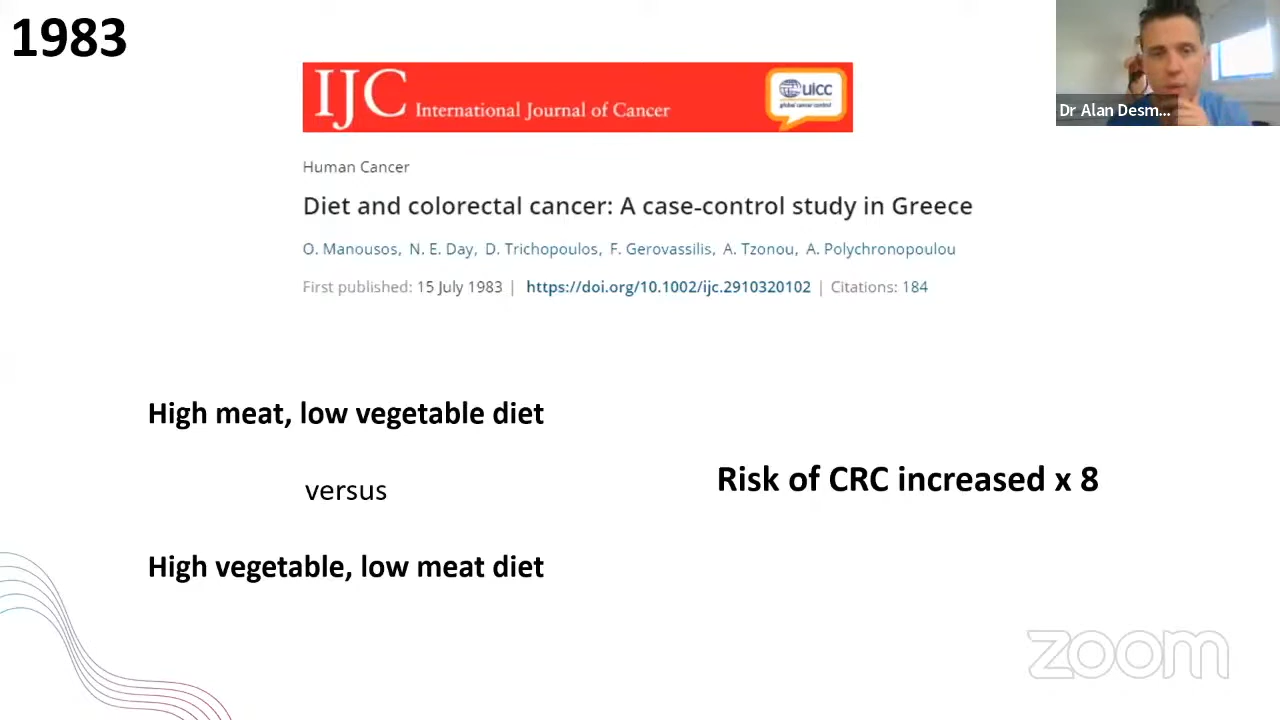 1983
IJC International Journal of Cancer
uicc
global cancer control
Dr Alan Desm...
Human Cancer
Diet and colorectal cancer: A case-control study in Greece
O. Manousos, N. E. Day, D. Trichopoulos, F. Gerovassilis, A. Tzonou, A. Polychronopoulou
First published: 15 July 1983 | https://doi.org/10.1002/ijc.2910320102 | Citations: 184
High meat, low vegetable diet
versus
Risk of CRC increased x 8
High vegetable, low meat diet
zoom